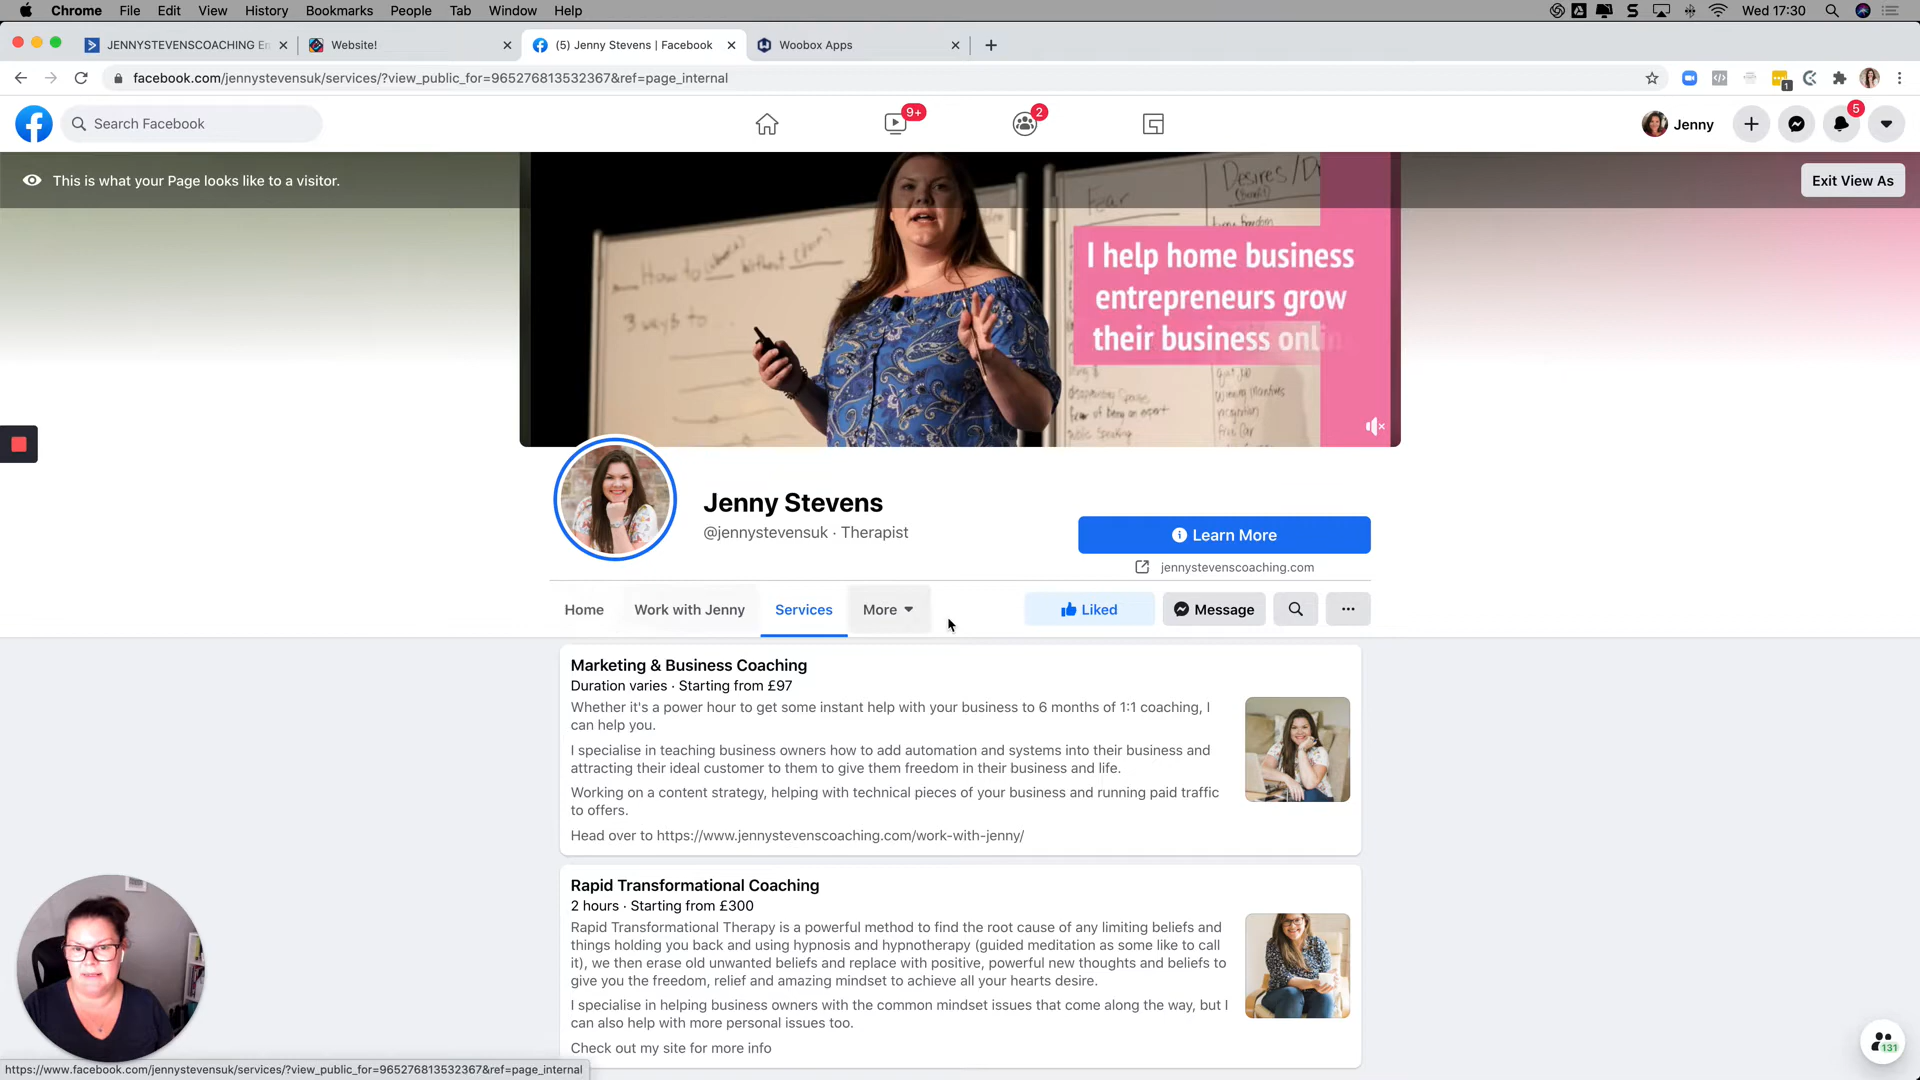 Chrome File Edit View History Bookmarks People Tab Window Help
Wed 17:30
JENNYSTEVENSCOACHING
Website!
(5) Jenny Stevens | Facebook
Woobox Apps
facebook.com/jennystevensuk/services/?view_public_for=965276813532367&ref=page_internal
1
Search Facebook
9+
2
Jenny
5
This is what your Page looks like to a visitor.
Exit View As
Fear
Desires/D
How to
without
3 ways to
I help home business
entrepreneurs grow
their business onlin
Jenny Stevens
@jennystevensuk · Therapist
Learn More
jennystevenscoaching.com
Home
Work with Jenny
Services
More
Liked
Message
Marketing & Business Coaching
Duration varies · Starting from £97
Whether it's a power hour to get some instant help with your business to 6 months of 1:1 coaching, I
can help you.
I specialise in teaching business owners how to add automation and systems into their business and
attracting their ideal customer to them to give them freedom in their business and life.
Working on a content strategy, helping with technical pieces of your business and running paid traffic
to offers.
Head over to https://www.jennystevenscoaching.com/work-with-jenny/
Rapid Transformational Coaching
2 hours · Starting from £300
Rapid Transformational Therapy is a powerful method to find the root cause of any limiting beliefs and
things holding you back and using hypnosis and hypnotherapy (guided meditation as some like to call
it), we then erase old unwanted beliefs and replace with positive, powerful new thoughts and beliefs to
give you the freedom, relief and amazing mindset to achieve all your hearts desire.
I specialise in helping business owners with the common mindset issues that come along the way, but I
can also help with more personal issues too.
Check out my site for more info
131
https://www.facebook.com/jennystevensuk/services/?view_public_for=965276813532367&ref=page_internal